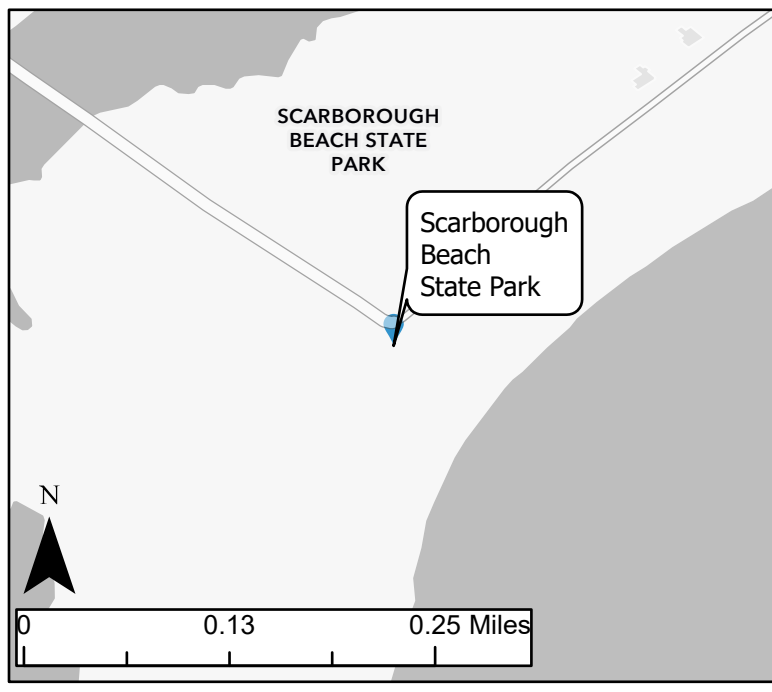 SCARBOROUGH
BEACH STATE
PARK
Scarborough
Beach
State Park
N
0 0.13 0.25 Miles